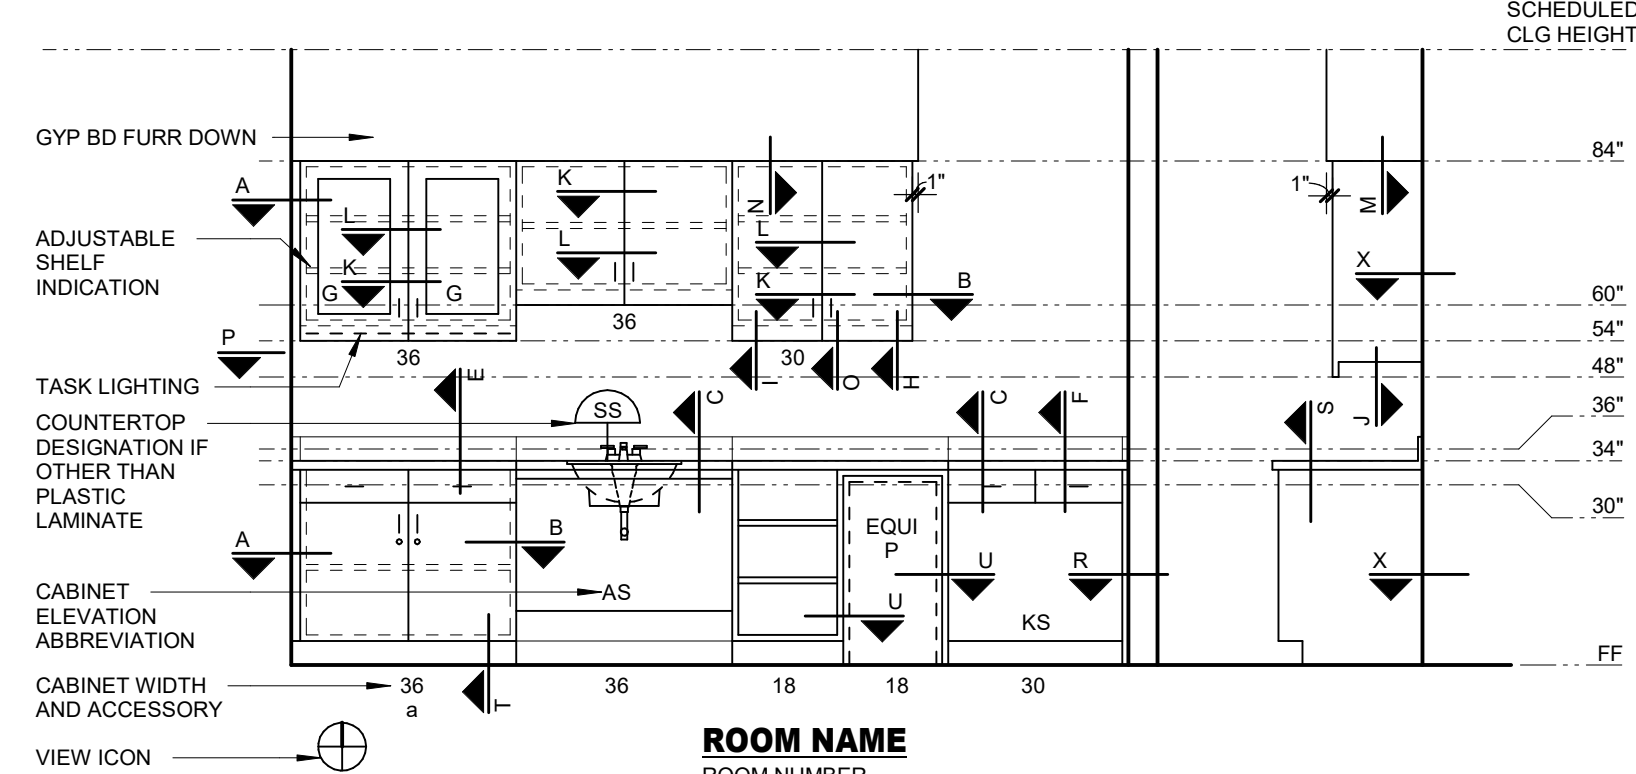 SCHEDULED
CLG HEIGHT
GYP BD FURR DOWN
84"
A
K
N
1"
1"
M
L
L
L
ADJUSTABLE
SHELF
INDICATION
K
G
G
K
B
X
60"
36
P
54"
36
30
48"
TASK LIGHTING
E
I
O
H
J
36"
COUNTERTOP
DESIGNATION IF
OTHER THAN
PLASTIC
LAMINATE
SS
C
C
F
S
34"
30"
EQUI
P
A
B
U
R
X
CABINET
ELEVATION
ABBREVIATION
AS
U
KS
FF
CABINET WIDTH
AND ACCESSORY
36
a
T
36
18
18
30
VIEW ICON
ROOM NAME
ROOM NUMBER